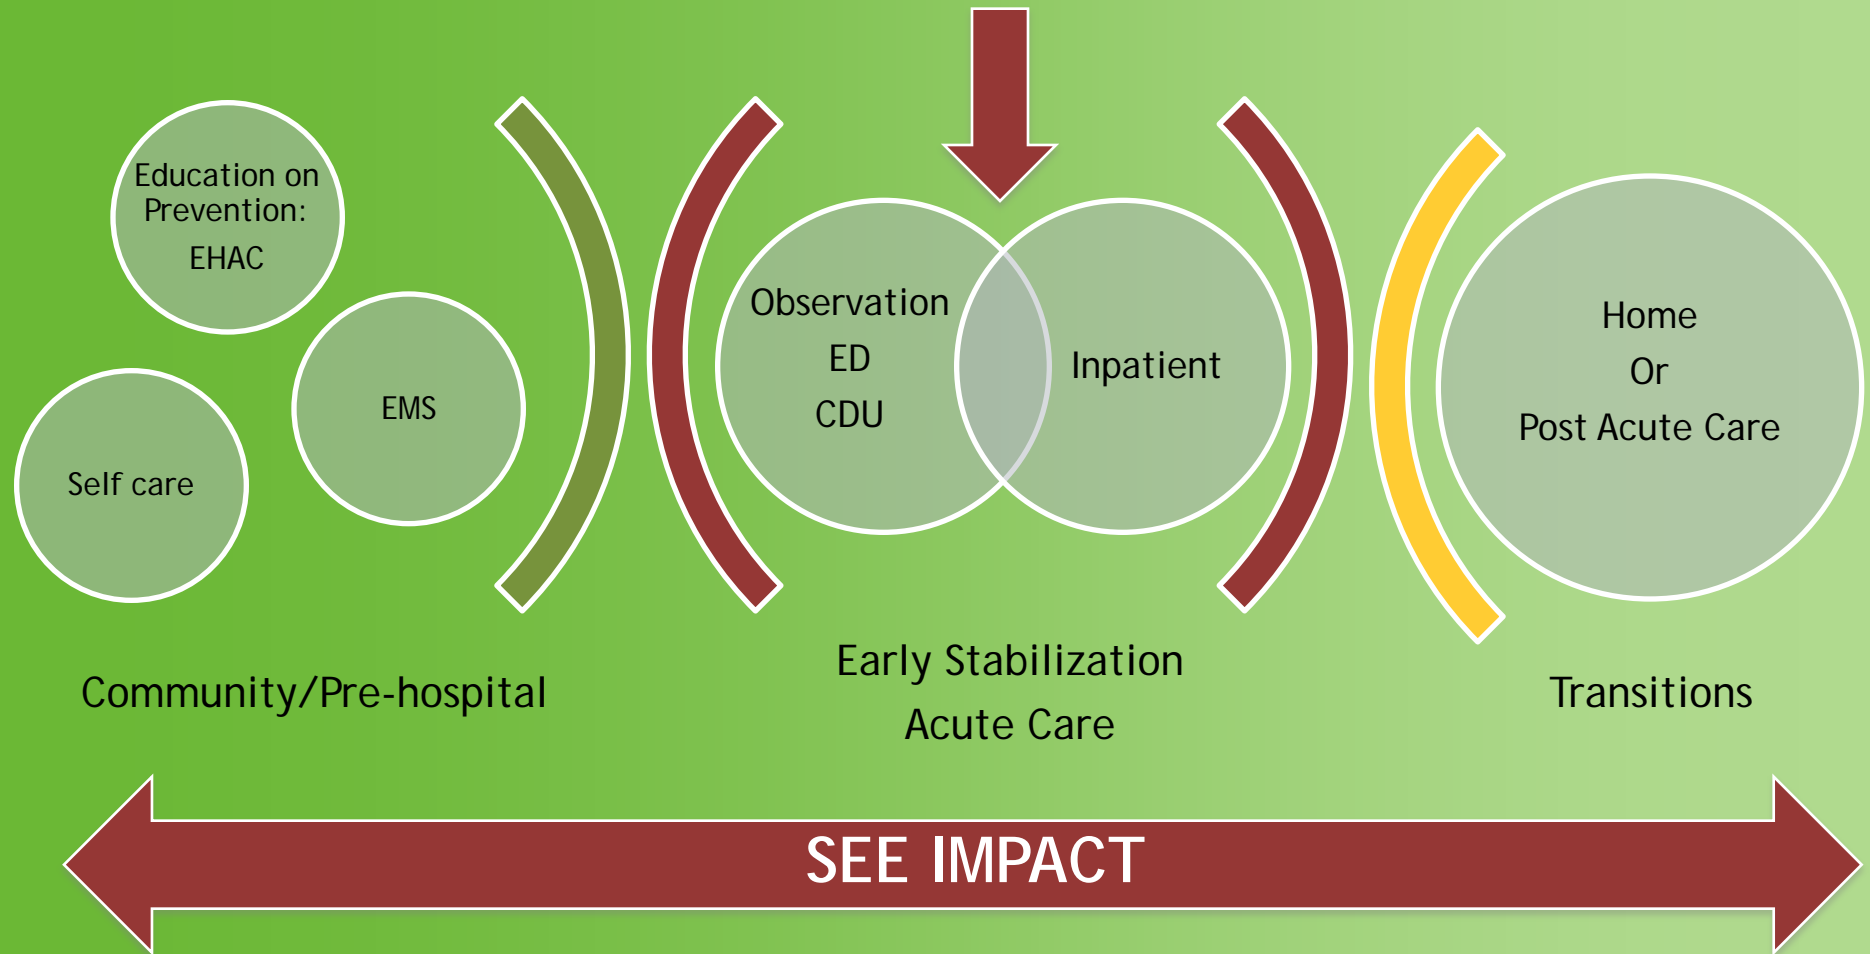 Education on
Prevention:
EHAC
EMS
Self care
Community/Pre-hospital
Observation
ED
CDU
Inpatient
Early Stabilization
Acute Care
Home
Or
Post Acute Care
Transitions
SEE IMPACT